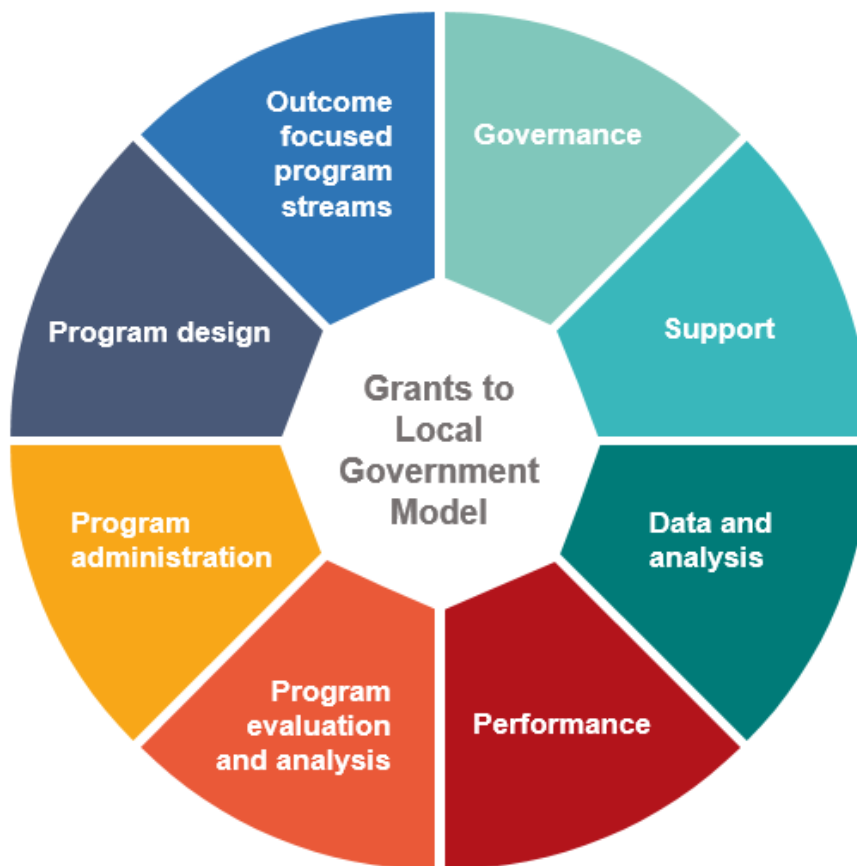 Outcome
focused
program
streams
Governance
Support
Data and
analysis
Performance
Program
evaluation
and analysis
Program
administration
Program design
Grants to
Local
Government
Model